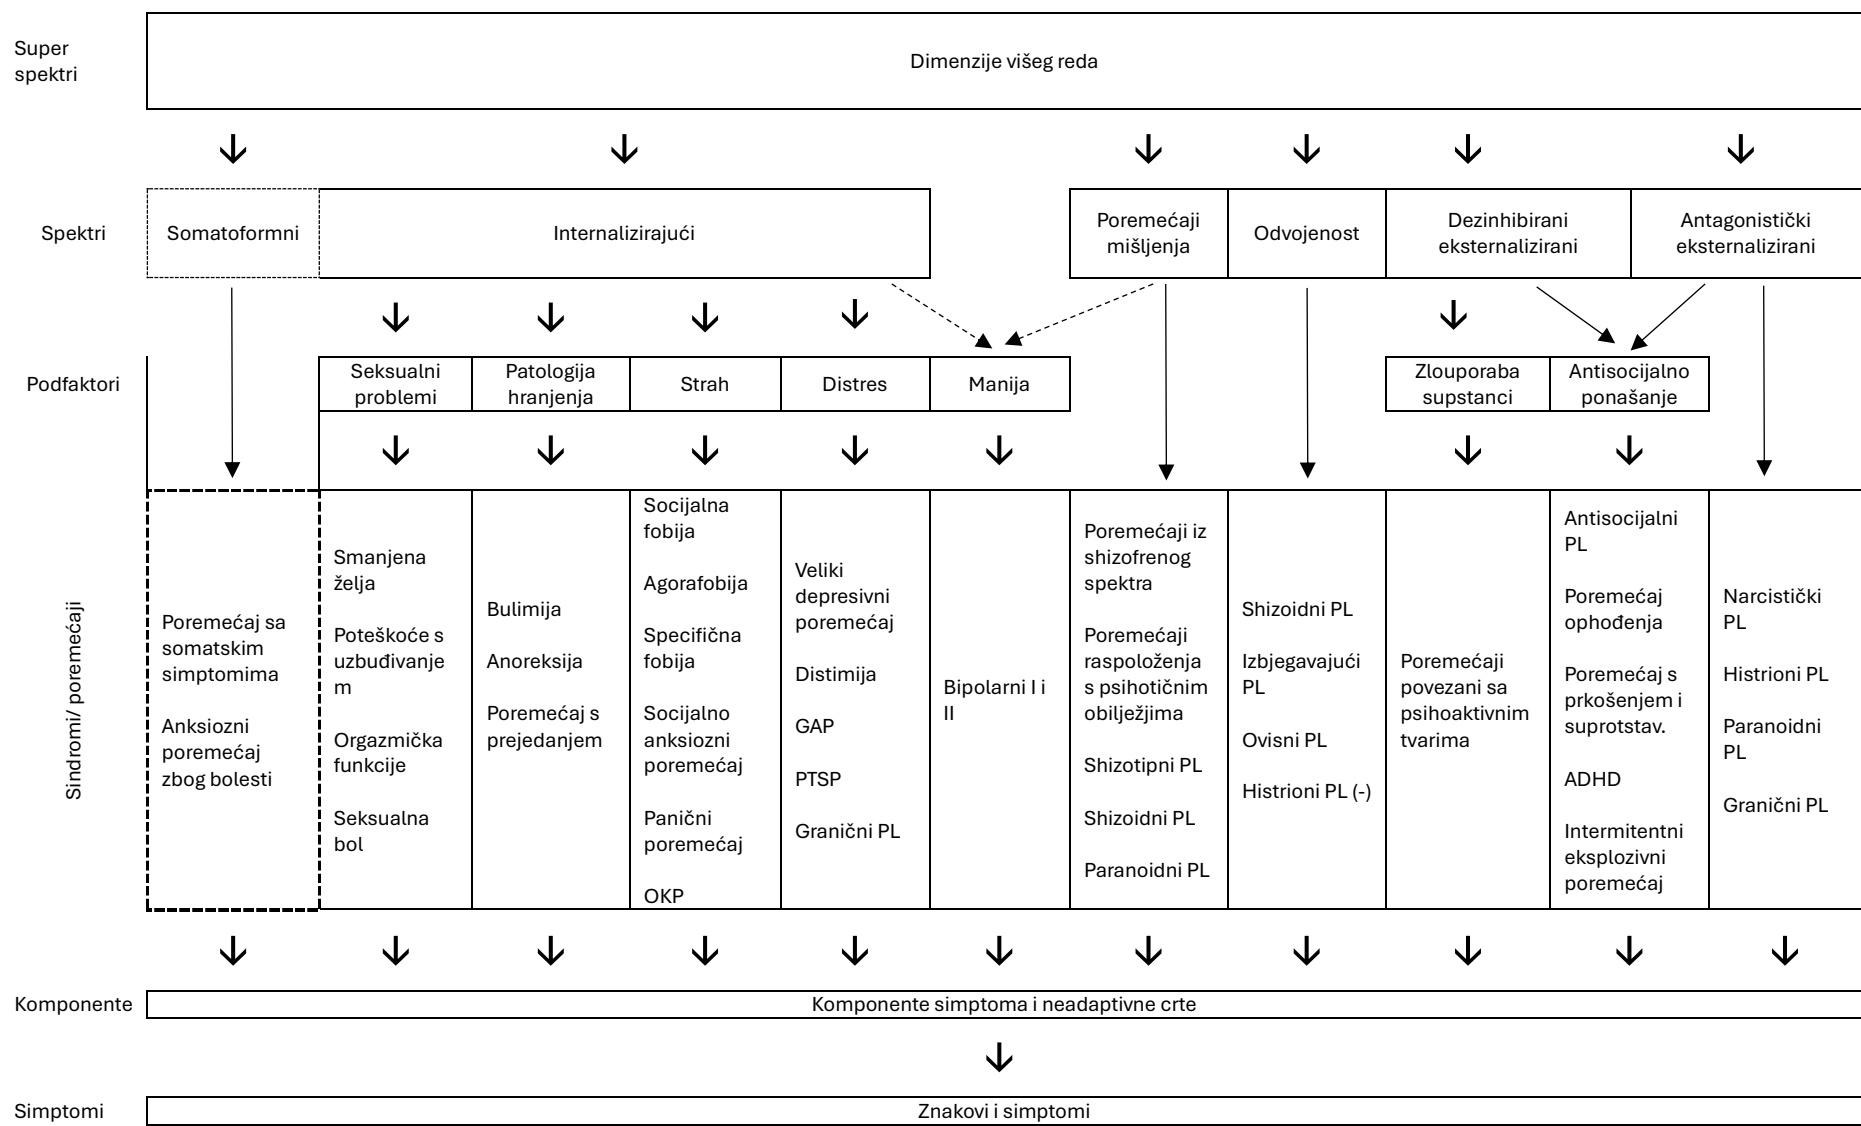 Super
spektri
Dimenzije višeg reda
Spektri
Somatoformni
Internalizirajući
Poremećaji
mišljenja
Odvojenost
Dezinhibirani
eksternalizirani
Antagonistički
eksternalizirani
Podfaktori
Seksualni
problemi
Patologija
hranjenja
Strah
Distres
Manija
Zlouporaba
supstanci
Antisocijalno
ponašanje
Sindromi/ poremećaji
Poremećaj sa
somatskim
simptomima
Anksiozni
poremećaj
zbog bolesti
Smanjena
želja
Poteškoće s
uzbuđivanje
m
Orgazmička
funkcije
Seksualna
bol
Bulimija
Anoreksija
Poremećaj s
prejedanjem
Socijalna
fobija
Agorafobija
Specifična
fobija
Socijalno
anksiozni
poremećaj
Panični
poremećaj
OKP
Veliki
depresivni
poremećaj
Distimija
GAP
PTSP
Granični PL
Bipolarni I i
II
Poremećaji iz
shizofrenog
spektra
Poremećaji
raspoloženja
s psihotičnim
obilježjima
Shizotipni PL
Shizoidni PL
Paranoidni PL
Shizoidni PL
Izbjegavajući
PL
Ovisni PL
Histrioni PL (-)
Poremećaji
povezani sa
psihoaktivnim
tvarima
Antisocijalni
PL
Poremećaj
ophođenja
Poremećaj s
prkošenjem i
suprotstav.
ADHD
Intermitentni
eksplozivni
poremećaj
Narcistički
PL
Histrioni PL
Paranoidni
PL
Granični PL
Komponente
Komponente simptoma i neadaptivne crte
Simptomi
Znakovi i simptomi